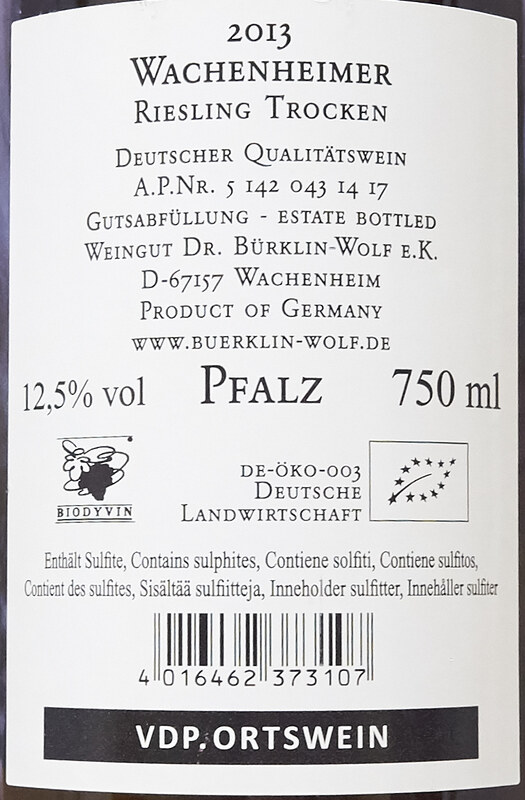 2013
WACHENHEIMER
RIESLING TROCKEN
DEUTSCHER QUALITÄTSWEIN
A.P.NR. 5 142 043 14 17
GUTSABFÜLLUNG - ESTATE BOTTLED
WEINGUT DR. BÜRKLIN-WOLF E.K.
D-67157 WACHENHEIM
PRODUCT OF GERMANY
WWW.BUERKLIN-WOLF.DE
12,5% vol PFALZ 750 ml
BIODYVIN
DE-ÖKO-003
DEUTSCHE
LANDWIRTSCHAFT
Enthält Sulfite, Contains sulphites, Contiene solfiti, Contiene sulfitos,
Contient des sulfites, Sisältää sulfiitteja, Inneholder sulfitter, Innehåller sulfiter
4 016462 373107
VDP.ORTSWEIN